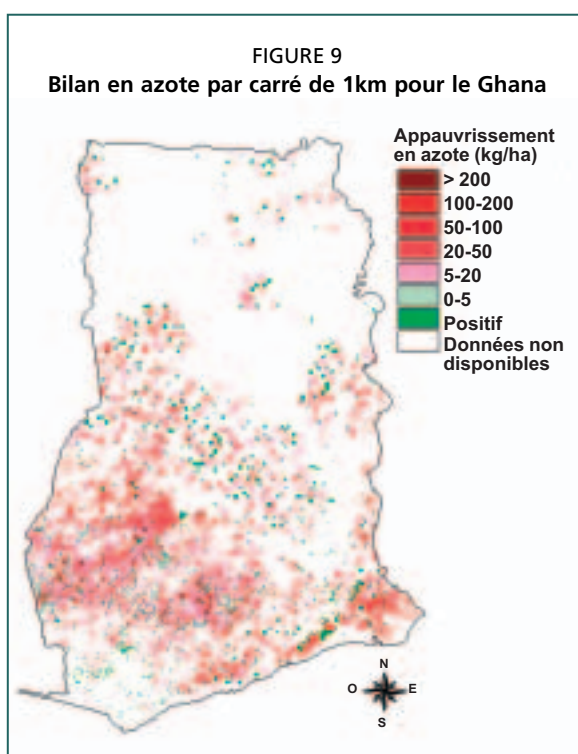 FIGURE 9
Bilan en azote par carré de 1km pour le Ghana
Appauvrissement
en azote (kg/ha)
> 200
100-200
50-100
20-50
5-20
0-5
Positif
Données non
disponibles
N
O E
S